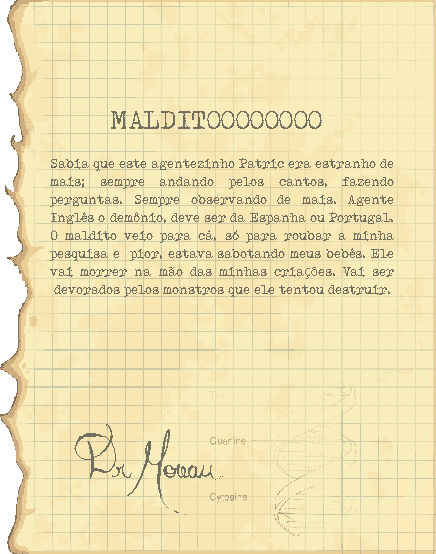 MALDITOOOOOOOOO
Sabia que este agentezinho Patric era estranho de
mais; sempre andando pelos cantos, fazendo
perguntas. Sempre observando de mais. Agente
Inglês o demônio, deve ser da Espanha ou Portugal.
O maldito veio para cá, só para roubar a minha
pesquisa e pior, estava sabotando meus bebês. Ele
vai morrer na mão das minhas criações. Vai ser
devorados pelos monstros que ele tentou destruir.
Guanine
Dr Moreau
Cytosine